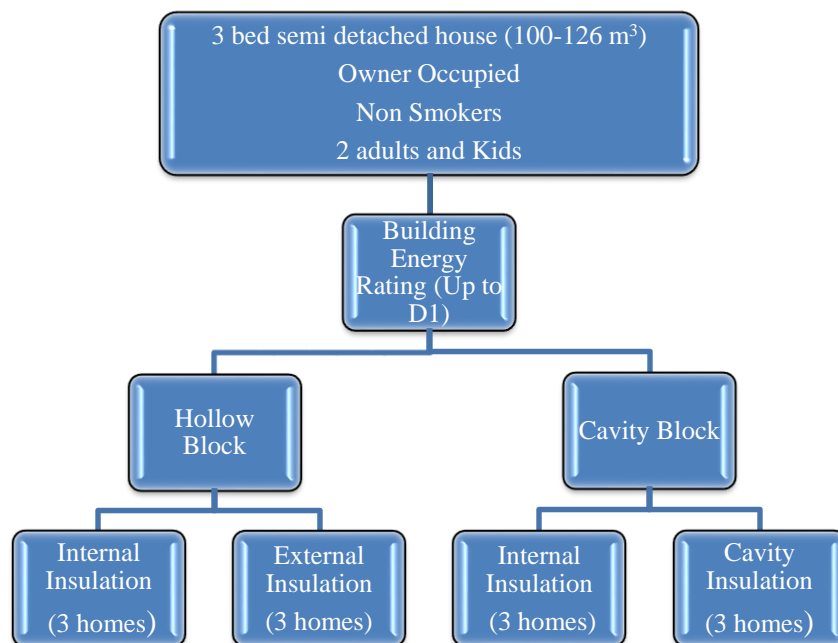 3 bed semi detached house (100-126 m³)
Owner Occupied
Non Smokers
2 adults and Kids
Building
Energy
Rating (Up to
D1)
Hollow
Block
Cavity Block
Internal
Insulation
(3 homes)
External
Insulation
(3 homes)
Internal
Insulation
(3 homes)
Cavity
Insulation
(3 homes)